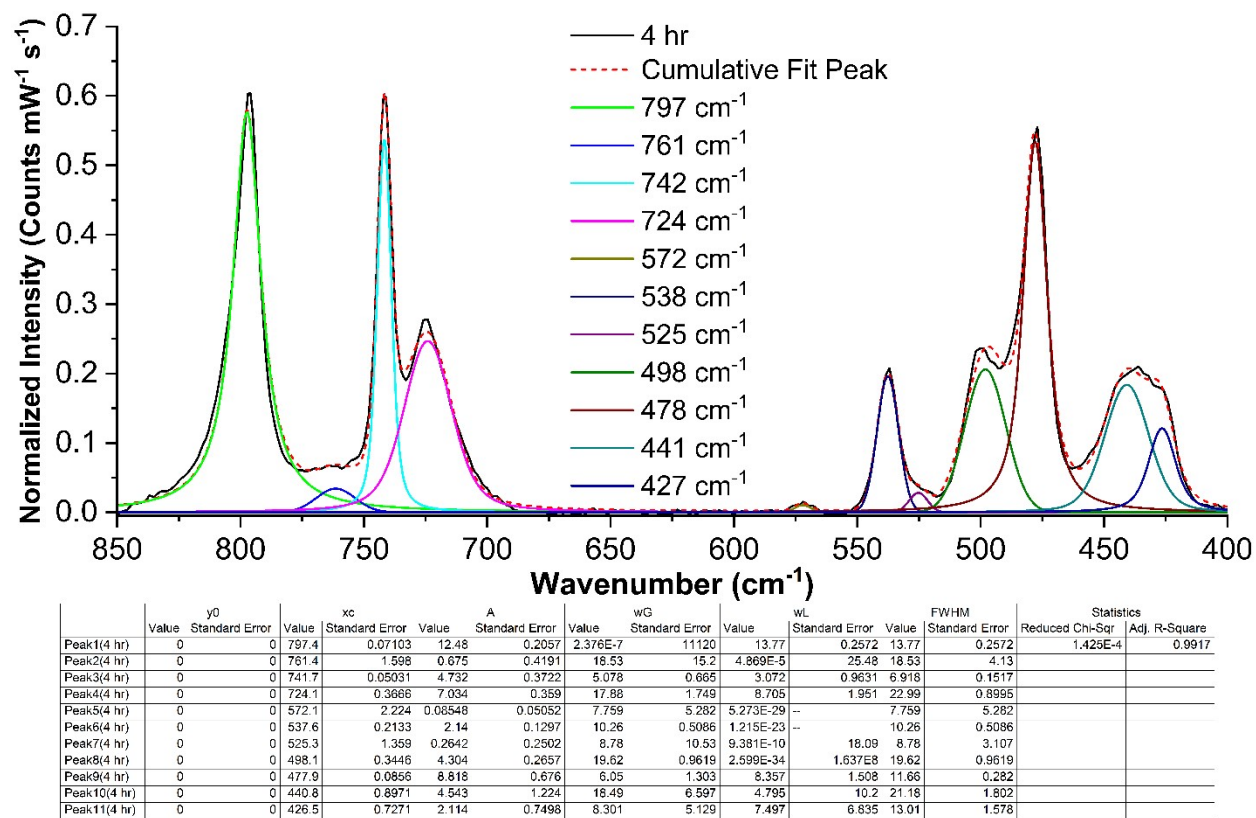 0.7
0.6
0.5
0.4
0.3
0.2
0.1
0.0
Normalized Intensity (Counts mW⁻¹ s⁻¹)
4 hr
Cumulative Fit Peak
797 cm⁻¹
761 cm⁻¹
742 cm⁻¹
724 cm⁻¹
572 cm⁻¹
538 cm⁻¹
525 cm⁻¹
498 cm⁻¹
478 cm⁻¹
441 cm⁻¹
427 cm⁻¹
850 800 750 700 650 600 550 500 450 400
Wavenumber (cm⁻¹)
y0 xc A wG wL FWHM Statistics
Value Standard Error Value Standard Error Value Standard Error Value Standard Error Value Standard Error Value Standard Error Reduced Chi-Sqr Adj. R-Square
Peak1(4 hr) 0 0 797.4 0.07103 12.48 0.2057 2.376E-7 11120 13.77 0.2572 13.77 0.2572 1.425E-4 0.9917
Peak2(4 hr) 0 0 761.4 1.598 0.675 0.4191 18.53 15.2 4.869E-5 25.48 18.53 4.13
Peak3(4 hr) 0 0 741.7 0.05031 4.732 0.3722 5.078 0.665 3.072 0.9631 6.918 0.1517
Peak4(4 hr) 0 0 724.1 0.3666 7.034 0.359 17.88 1.749 8.705 1.951 22.99 0.8995
Peak5(4 hr) 0 0 572.1 2.224 0.08548 0.05052 7.759 5.282 5.273E-29 -- 7.759 5.282
Peak6(4 hr) 0 0 537.6 0.2133 2.14 0.1297 10.26 0.5086 1.215E-23 -- 10.26 0.5086
Peak7(4 hr) 0 0 525.3 1.359 0.2642 0.2502 8.78 10.53 9.381E-10 18.09 8.78 3.107
Peak8(4 hr) 0 0 498.1 0.3446 4.304 0.2657 19.62 0.9619 2.599E-34 1.637E8 19.62 0.9619
Peak9(4 hr) 0 0 477.9 0.0856 8.818 0.676 6.05 1.303 8.357 1.508 11.66 0.282
Peak10(4 hr) 0 0 440.8 0.8971 4.543 1.224 18.49 6.597 4.795 10.2 21.18 1.802
Peak11(4 hr) 0 0 426.5 0.7271 2.114 0.7498 8.301 5.129 7.497 6.835 13.01 1.578